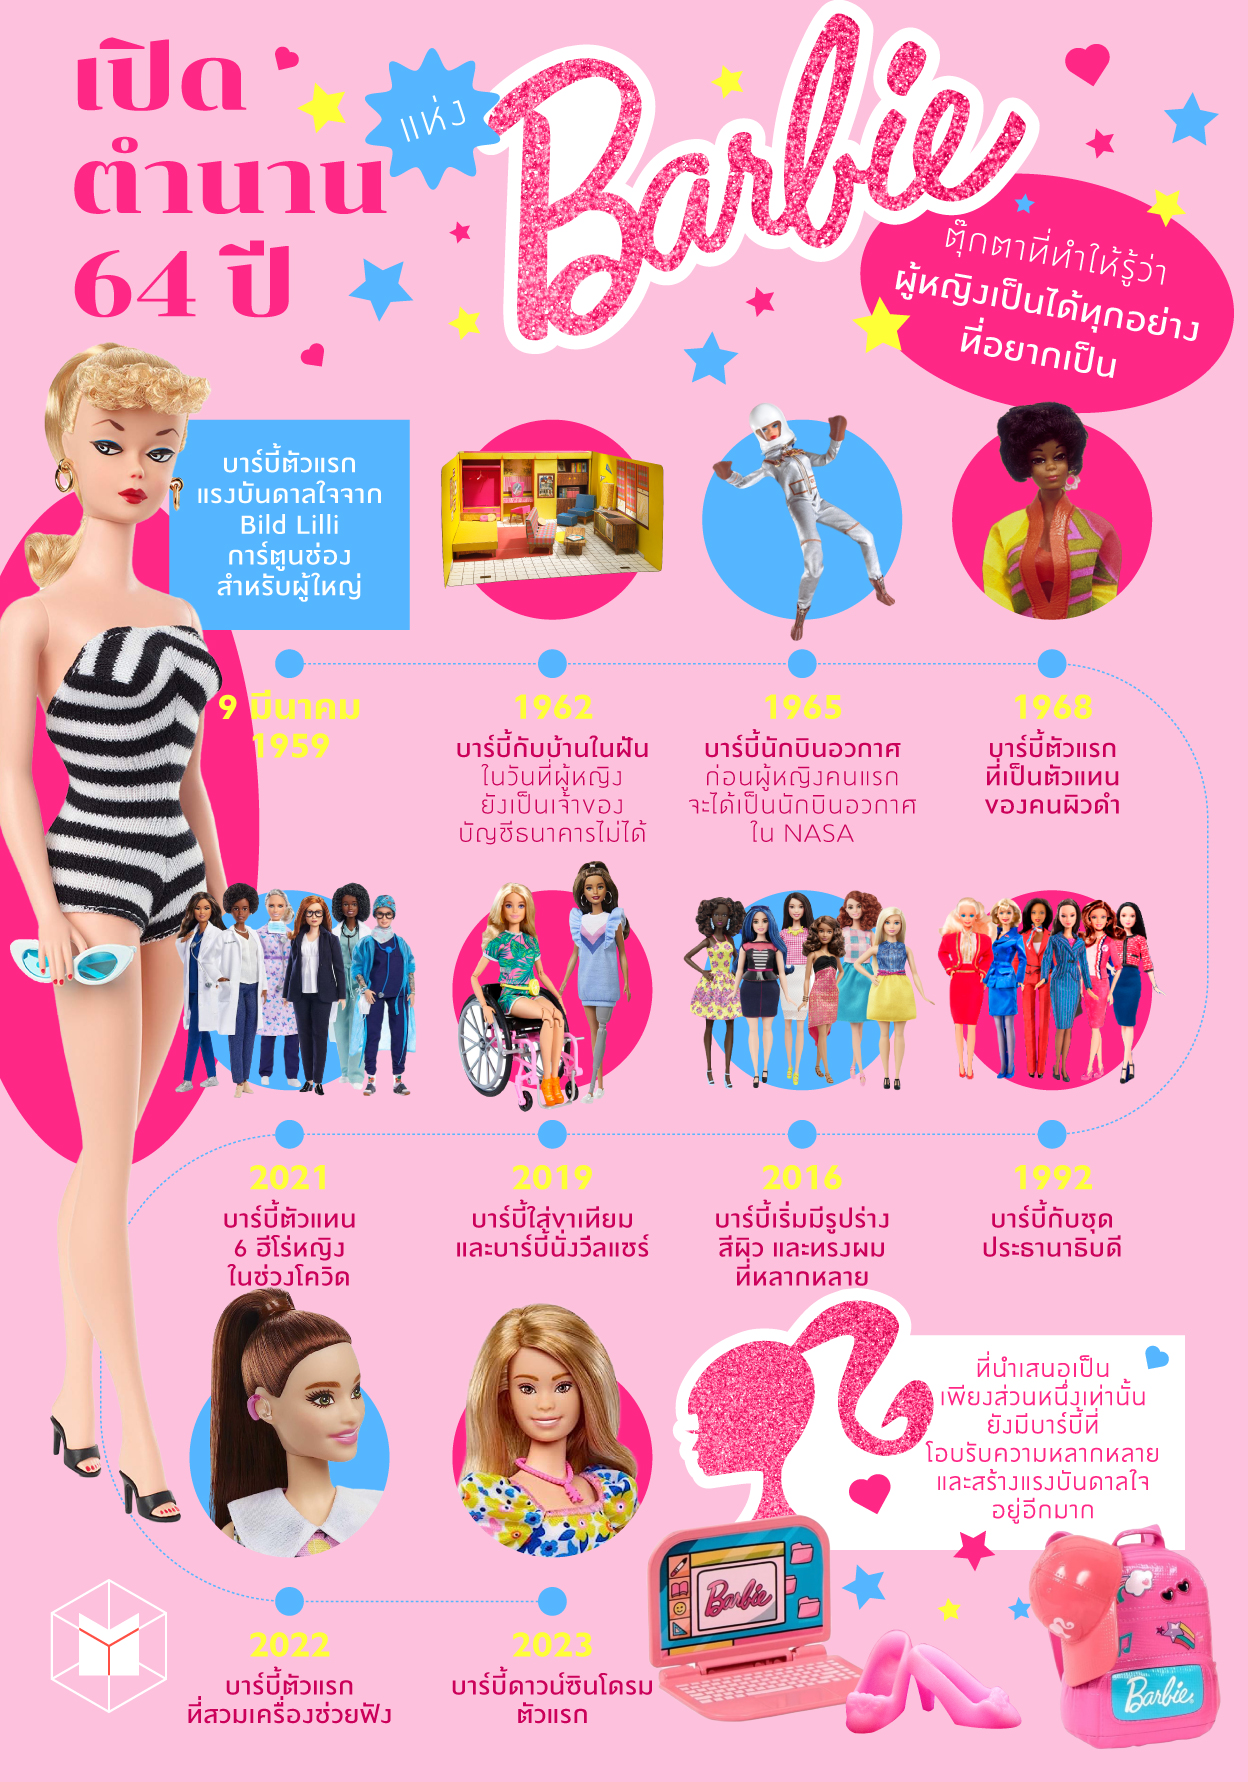 เปิด
ตำนาน
64 ปี
แห่ง
Barbie
ตุ๊กตาที่ทำให้รู้ว่า
ผู้หญิงเป็นได้ทุกอย่าง
ที่อยากเป็น
บาร์บี้ตัวแรก
แรงบันดาลใจจาก
Bild Lilli
การ์ตูนช่อง
สำหรับผู้ใหญ่
9 มีนาคม
1959
1962
บาร์บี้กับบ้านในฝัน
ในวันที่ผู้หญิง
ยังเป็นเจ้าของ
บัญชีธนาคารไม่ได้
1965
บาร์บี้นักบินอวกาศ
ก่อนผู้หญิงคนแรก
จะได้เป็นนักบินอวกาศ
ใน NASA
1968
บาร์บี้ตัวแรก
ที่เป็นตัวแทน
ของคนผิวดำ
2021
บาร์บี้ตัวแทน
6 ฮีโร่หญิง
ในช่วงโควิด
2019
บาร์บี้ใส่ขาเทียม
และบาร์บี้นั่งวีลแชร์
2016
บาร์บี้เริ่มมีรูปร่าง
สีผิว และทรงผม
ที่หลากหลาย
1992
บาร์บี้กับชุด
ประธานาธิบดี
2022
บาร์บี้ตัวแรก
ที่สวมเครื่องช่วยฟัง
2023
บาร์บี้ดาวน์ซินโดรม
ตัวแรก
ที่นำเสนอเป็น
เพียงส่วนหนึ่งเท่านั้น
ยังมีบาร์บี้ที่
โอบรับความหลากหลาย
และสร้างแรงบันดาลใจ
อยู่อีกมาก
Barbie
Barbie